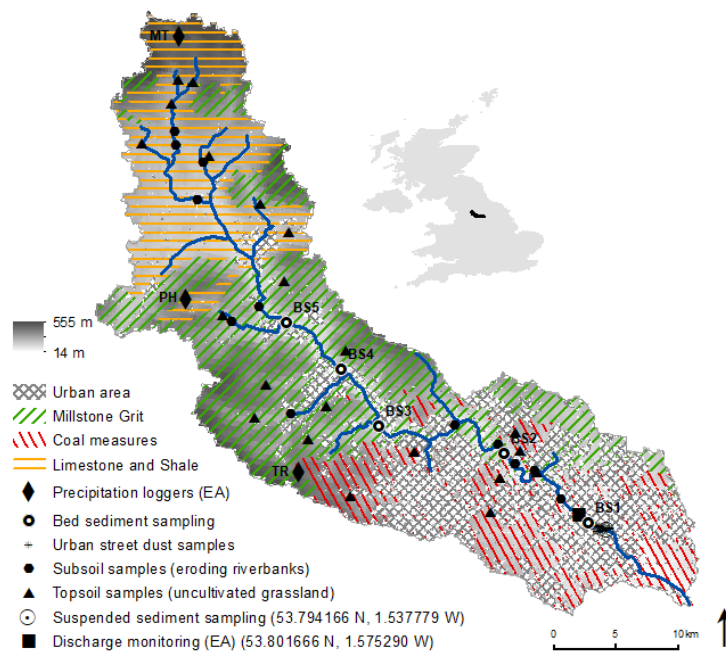 MT
PH
BS5
BS4
BS3
BS2
TR
BS1
555 m
14 m
Urban area
Millstone Grit
Coal measures
Limestone and Shale
Precipitation loggers (EA)
Bed sediment sampling
Urban street dust samples
Subsoil samples (eroding riverbanks)
Topsoil samples (uncultivated grassland)
Suspended sediment sampling (53.794166 N, 1.537779 W)
Discharge monitoring (EA) (53.801666 N, 1.575290 W)
0 5 10 km